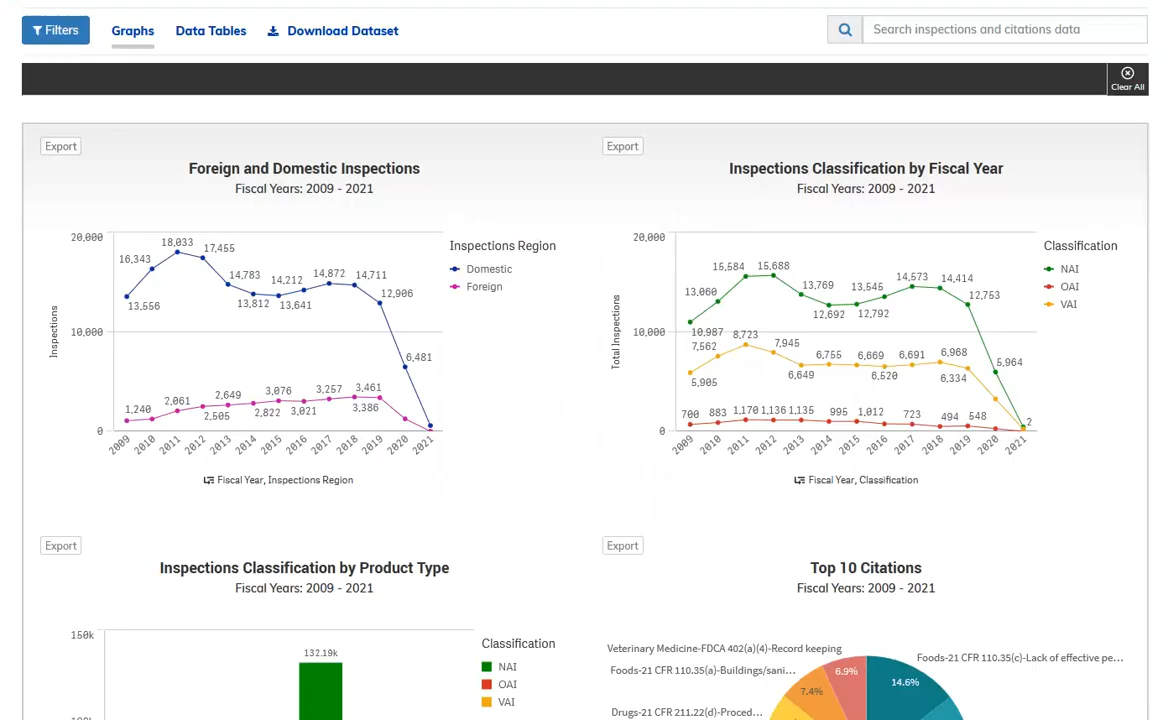 Filters
Graphs
Data Tables
Download Dataset
Search inspections and citations data
Clear All
Export
Foreign and Domestic Inspections
Fiscal Years: 2009 - 2021
20,000
10,000
0
Inspections
16,343
18,033
17,455
13,556
14,783
13,812
13,641
14,212
14,872
14,711
12,906
6,481
1,240
2,061
2,505
2,649
2,822
3,076
3,021
3,257
3,461
3,386
2009
2010
2011
2012
2013
2014
2015
2016
2017
2018
2019
2020
2021
Fiscal Year, Inspections Region
Inspections Region
Domestic
Foreign
Export
Inspections Classification by Fiscal Year
Fiscal Years: 2009 - 2021
20,000
10,000
0
Total Inspections
13,060
15,584
15,688
13,769
12,692
12,792
13,545
14,573
14,414
12,753
5,964
10,987
7,562
8,723
7,945
5,905
6,649
6,755
6,669
6,520
6,691
6,968
6,334
700
883
1,170
1,136
1,135
995
1,012
723
494
548
2
2009
2010
2011
2012
2013
2014
2015
2016
2017
2018
2019
2020
2021
Fiscal Year, Classification
Classification
NAI
OAI
VAI
Export
Inspections Classification by Product Type
Fiscal Years: 2009 - 2021
150k
132.19k
Classification
NAI
OAI
VAI
Export
Top 10 Citations
Fiscal Years: 2009 - 2021
Veterinary Medicine-FDCA 402(a)(4)-Record keeping
Foods-21 CFR 110.35(c)-Lack of effective pe...
Foods-21 CFR 110.35(a)-Buildings/sani...
6.9%
14.6%
7.4%
Drugs-21 CFR 211.22(d)-Proced...